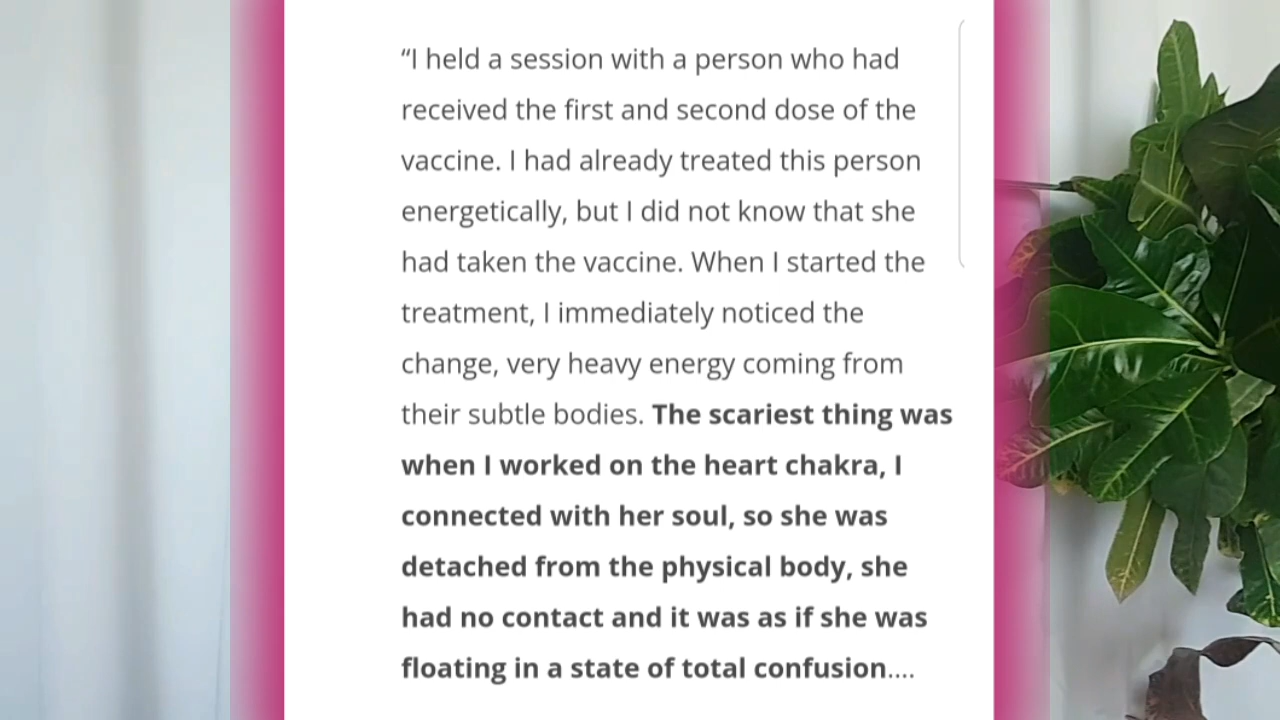 “I held a session with a person who had
received the first and second dose of the
vaccine. I had already treated this person
energetically, but I did not know that she
had taken the vaccine. When I started the
treatment, I immediately noticed the
change, very heavy energy coming from
their subtle bodies. The scariest thing was
when I worked on the heart chakra, I
connected with her soul, so she was
detached from the physical body, she
had no contact and it was as if she was
floating in a state of total confusion....